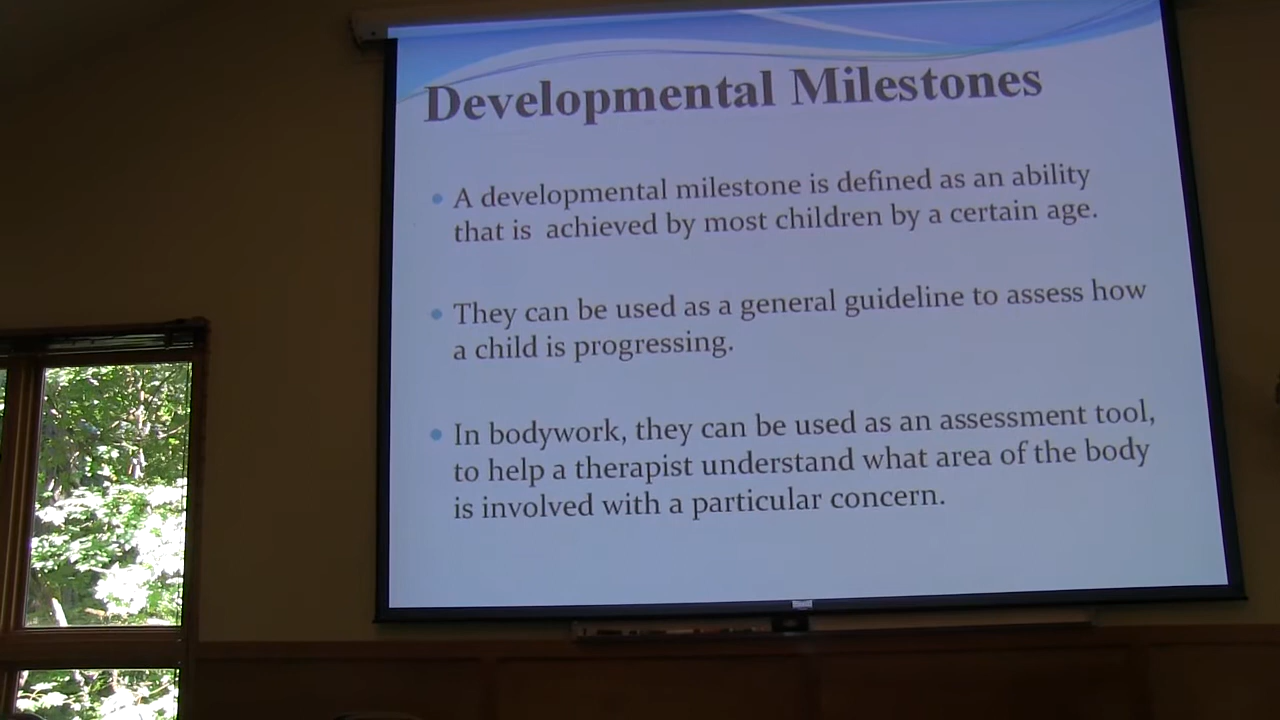 Developmental Milestones
A developmental milestone is defined as an ability
that is achieved by most children by a certain age.
They can be used as a general guideline to assess how
a child is progressing.
In bodywork, they can be used as an assessment tool,
to help a therapist understand what area of the body
is involved with a particular concern.